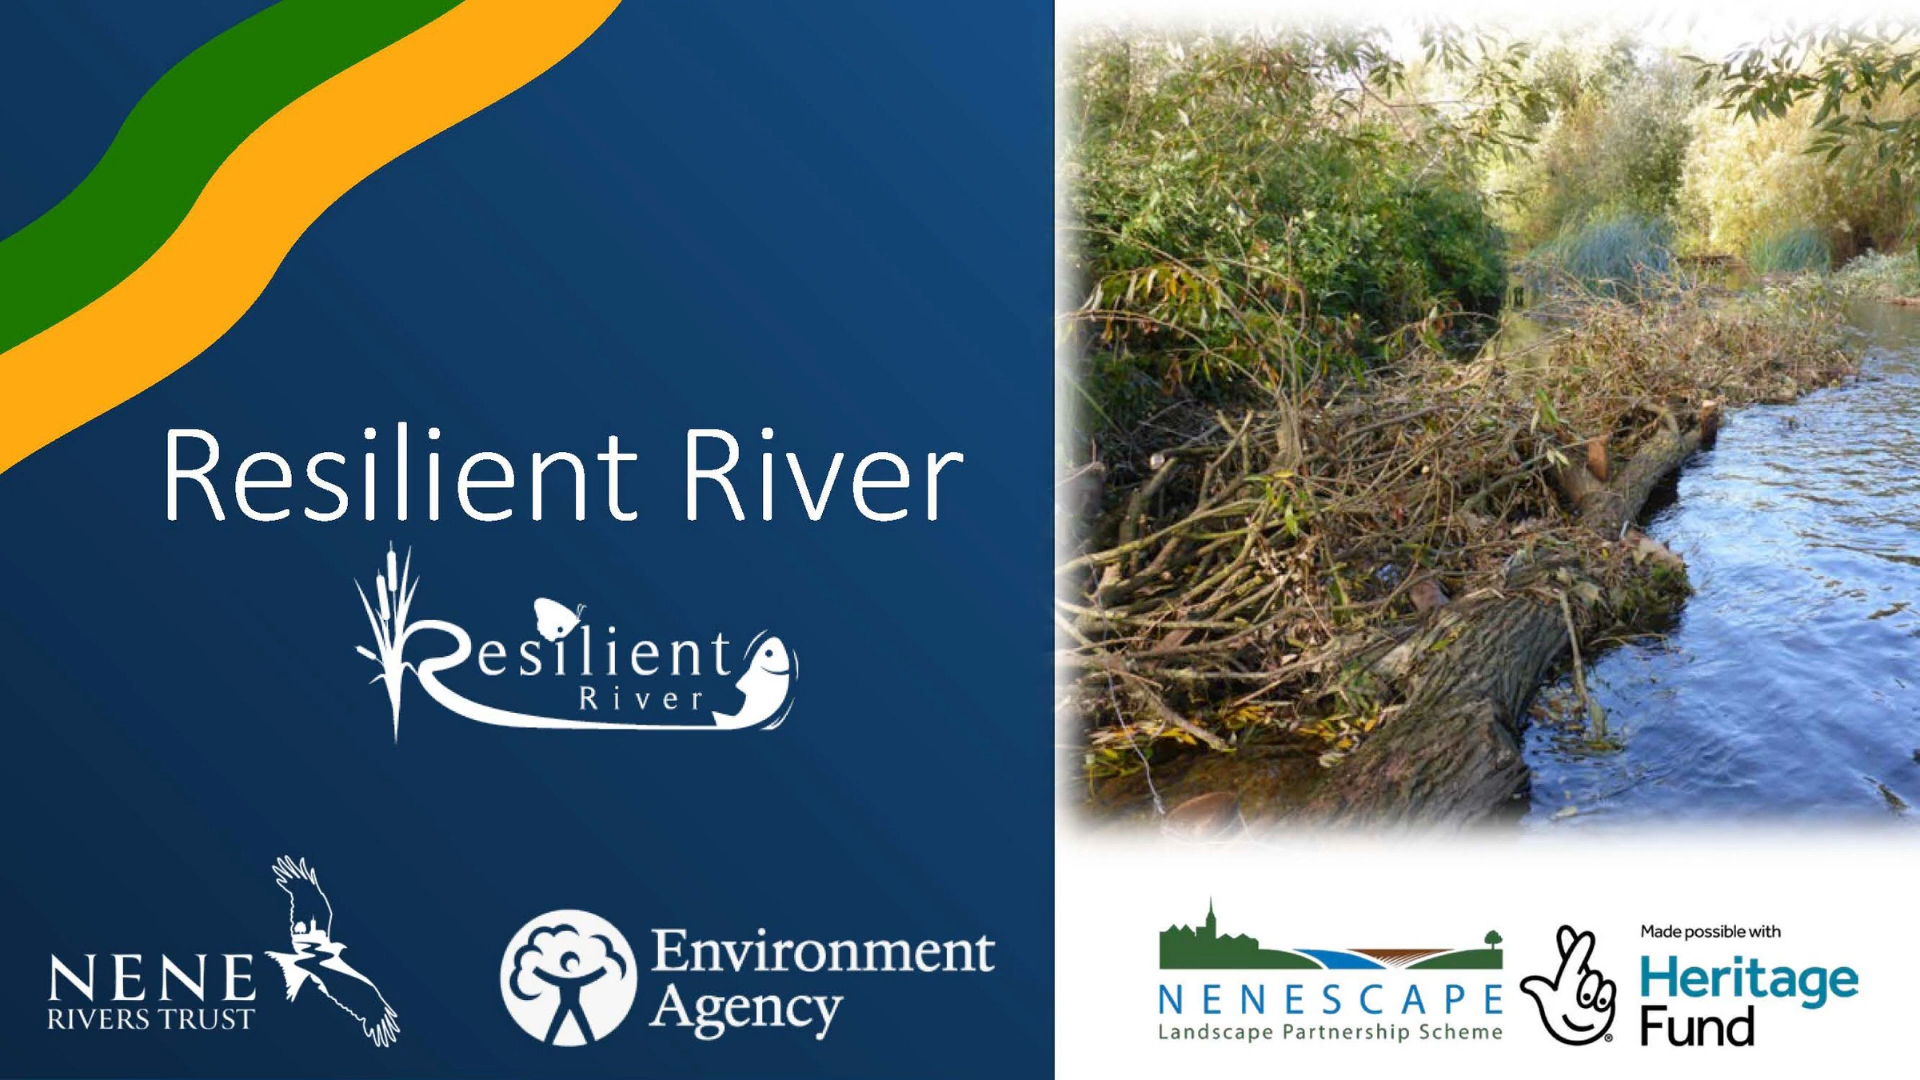 Resilient River
Resilient
River
NENE
RIVERS TRUST
Environment
Agency
NENESCAPE
Landscape Partnership Scheme
Made possible with
Heritage
Fund